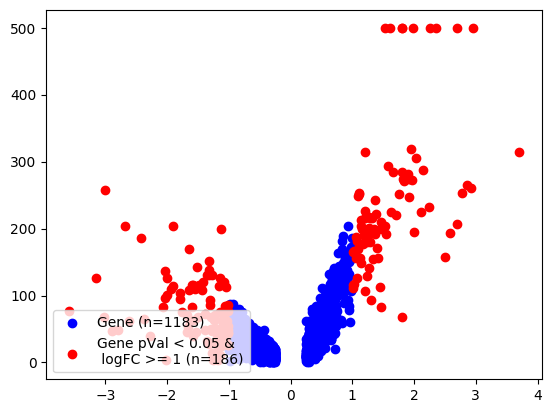 500
400
300
200
100
0
Gene (n=1183)
Gene pVal < 0.05 &
logFC >= 1 (n=186)
−3 −2 −1 0 1 2 3 4